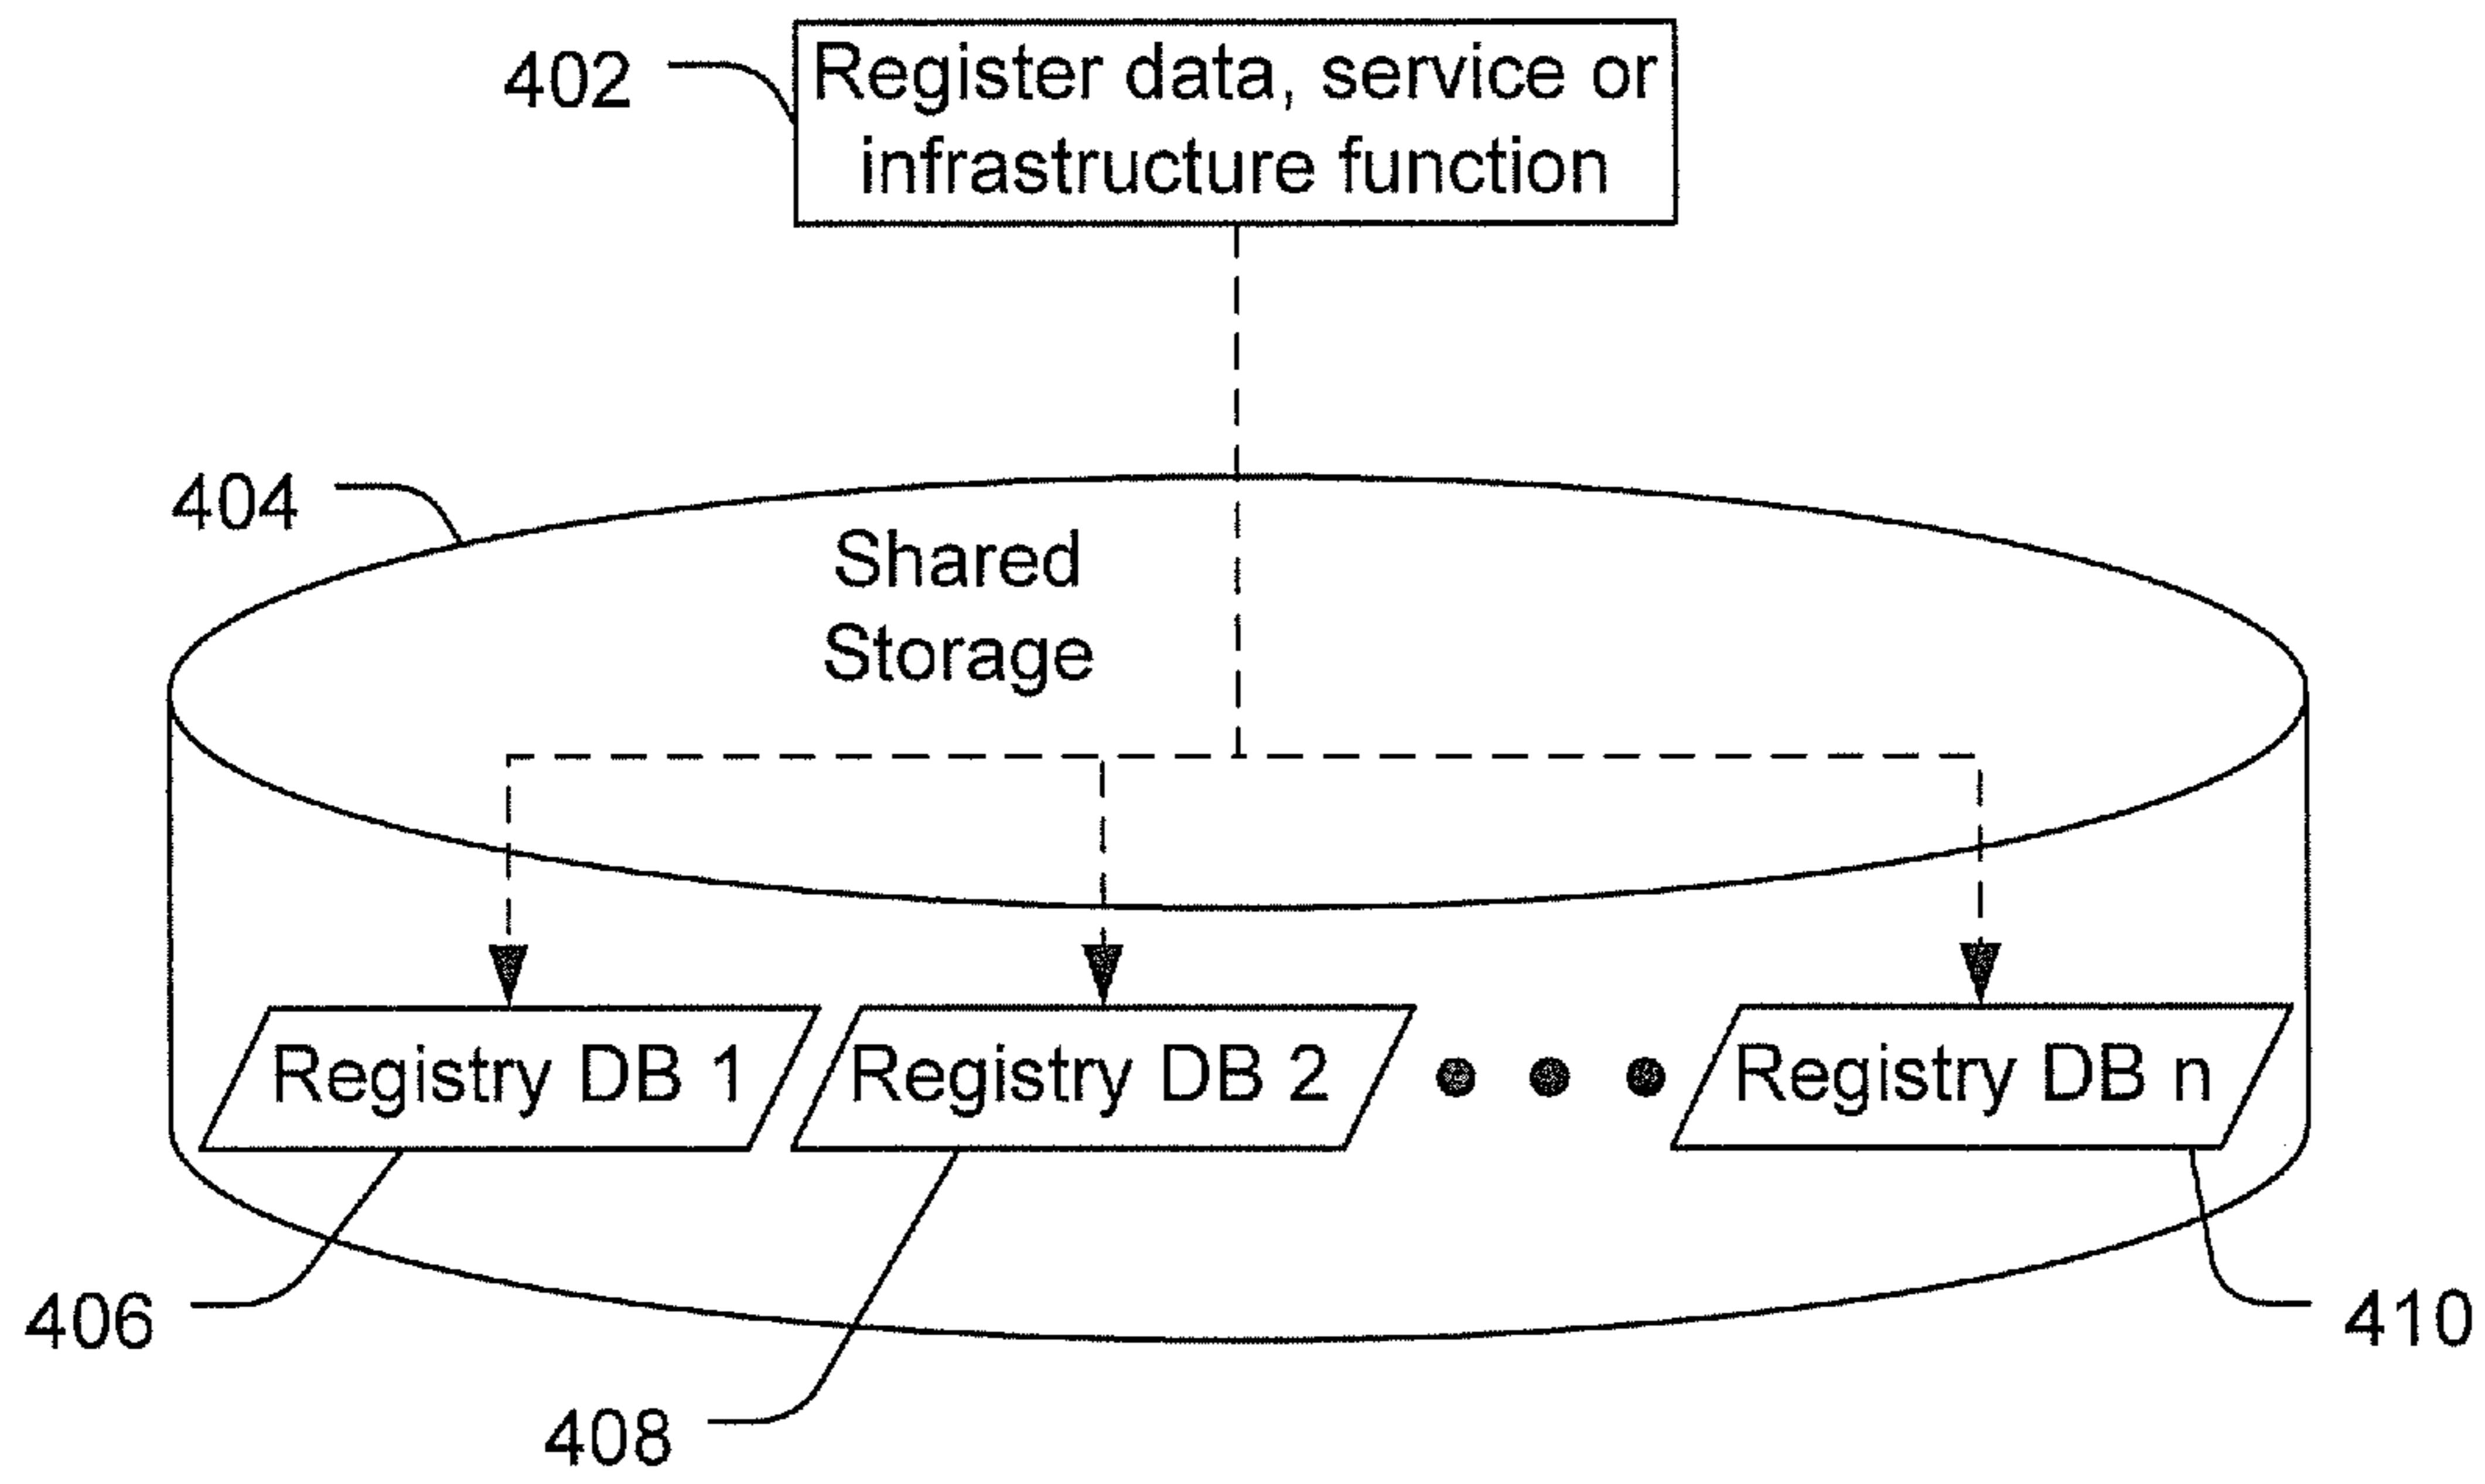 402
Register data, service or
infrastructure function
404
Shared
Storage
Registry DB 1
Registry DB 2
Registry DB n
406
410
408